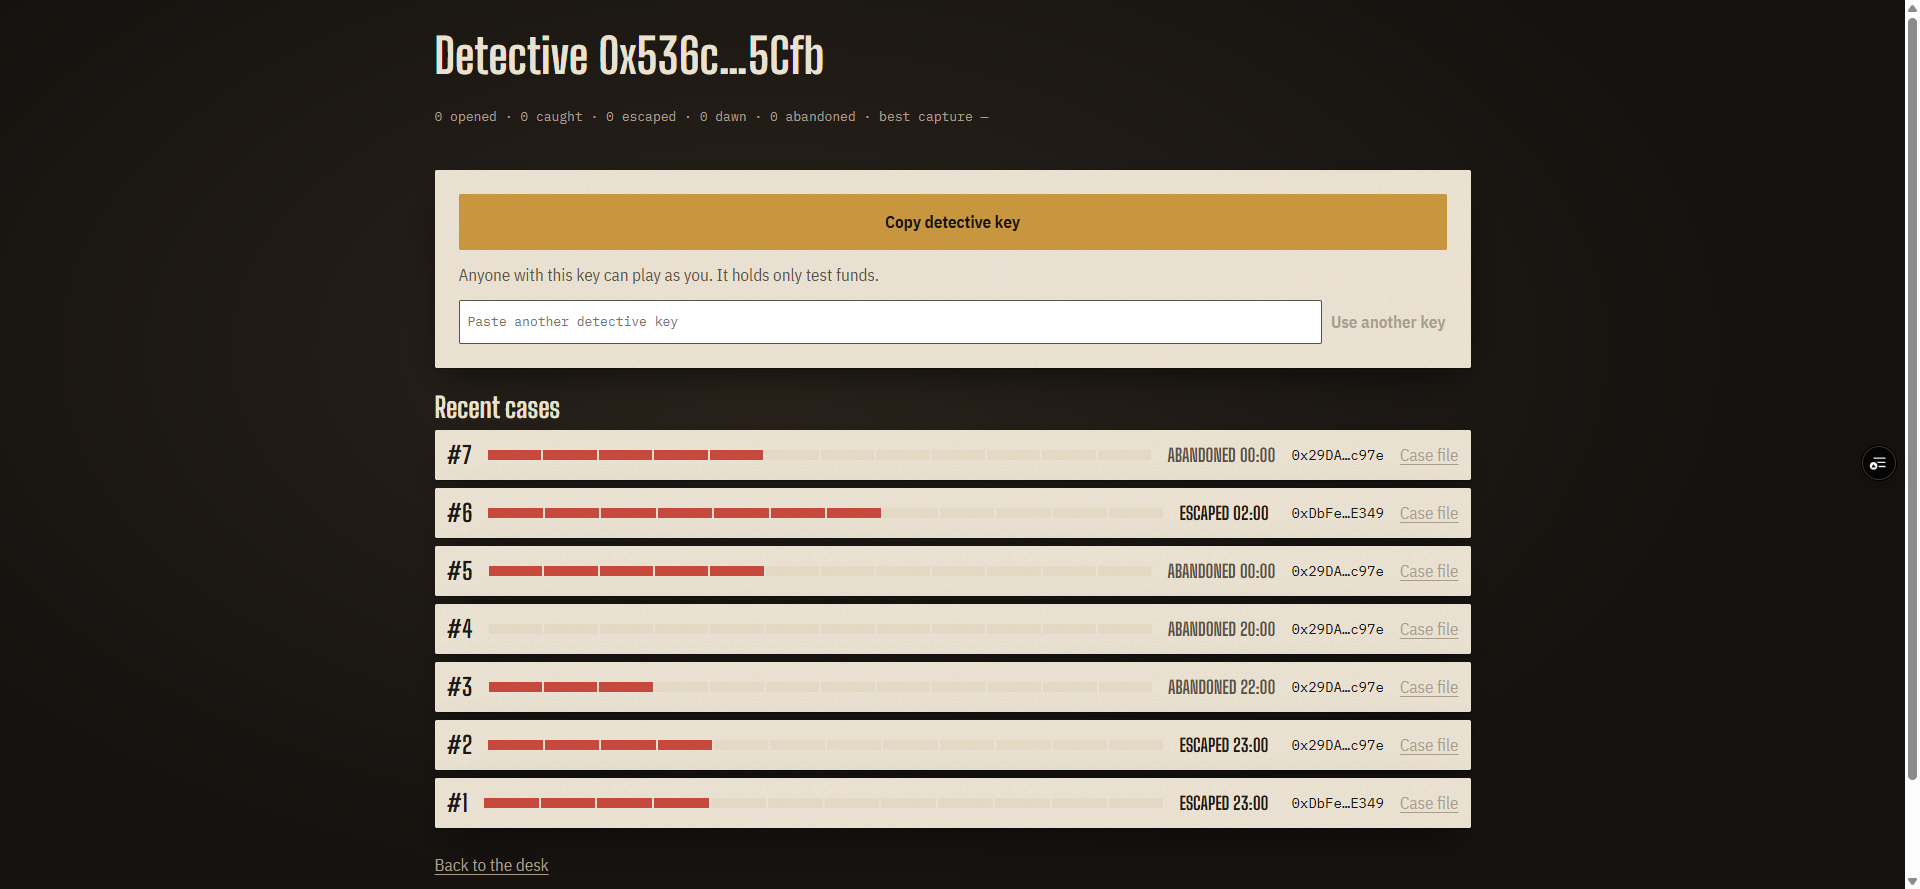 Detective 0x536c…5Cfb
0 opened · 0 caught · 0 escaped · 0 dawn · 0 abandoned · best capture —
Copy detective key
Anyone with this key can play as you. It holds only test funds.
Paste another detective key
Use another key
Recent cases
#7 ABANDONED 00:00 0x29DA…c97e Case file
#6 ESCAPED 02:00 0xDbFe…E349 Case file
#5 ABANDONED 00:00 0x29DA…c97e Case file
#4 ABANDONED 20:00 0x29DA…c97e Case file
#3 ABANDONED 22:00 0x29DA…c97e Case file
#2 ESCAPED 23:00 0x29DA…c97e Case file
#1 ESCAPED 23:00 0xDbFe…E349 Case file
Back to the desk